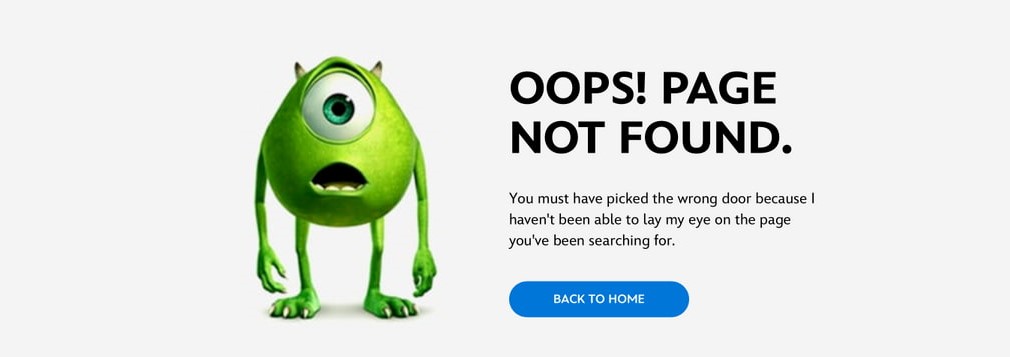 OOPS! PAGE
NOT FOUND.
You must have picked the wrong door because I
haven't been able to lay my eye on the page
you've been searching for.
BACK TO HOME